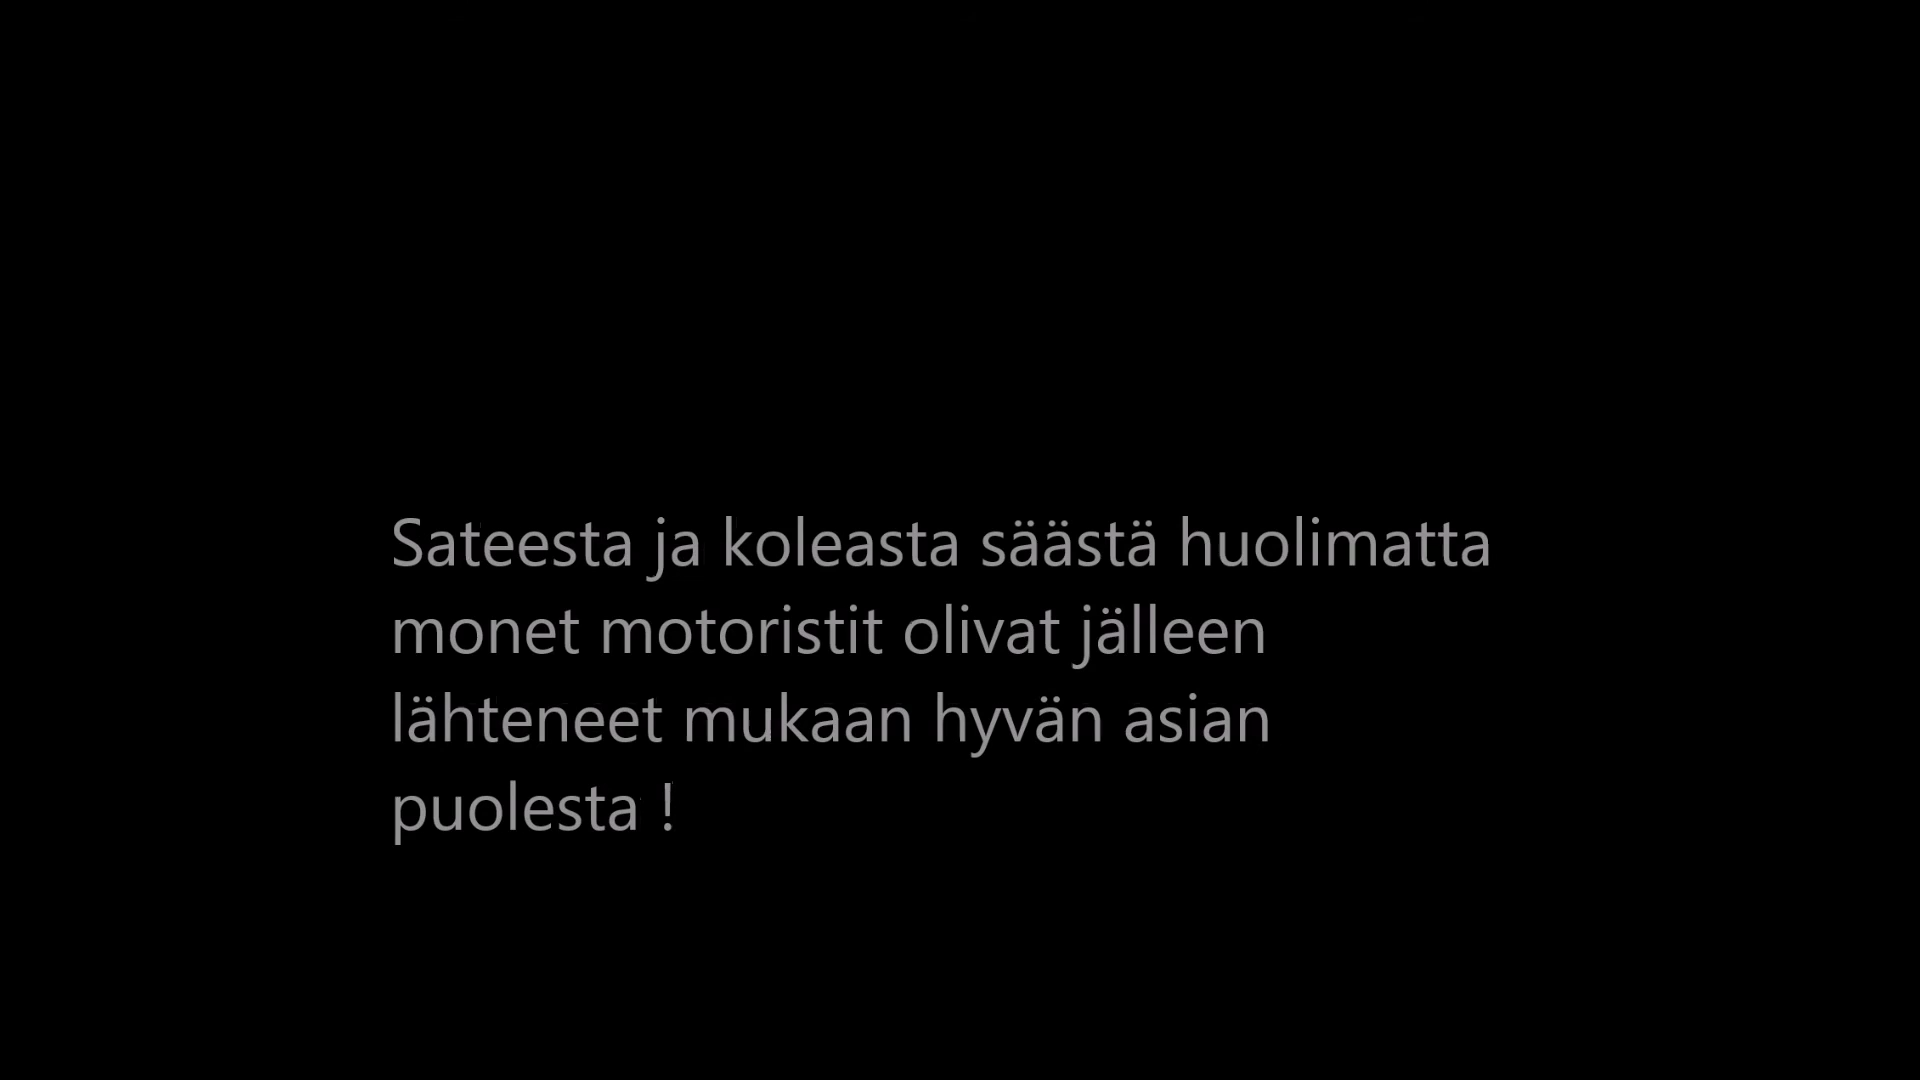 Sateesta ja koleasta säästä huolimatta
monet motoristit olivat jälleen
lähteneet mukaan hyvän asian
puolesta !